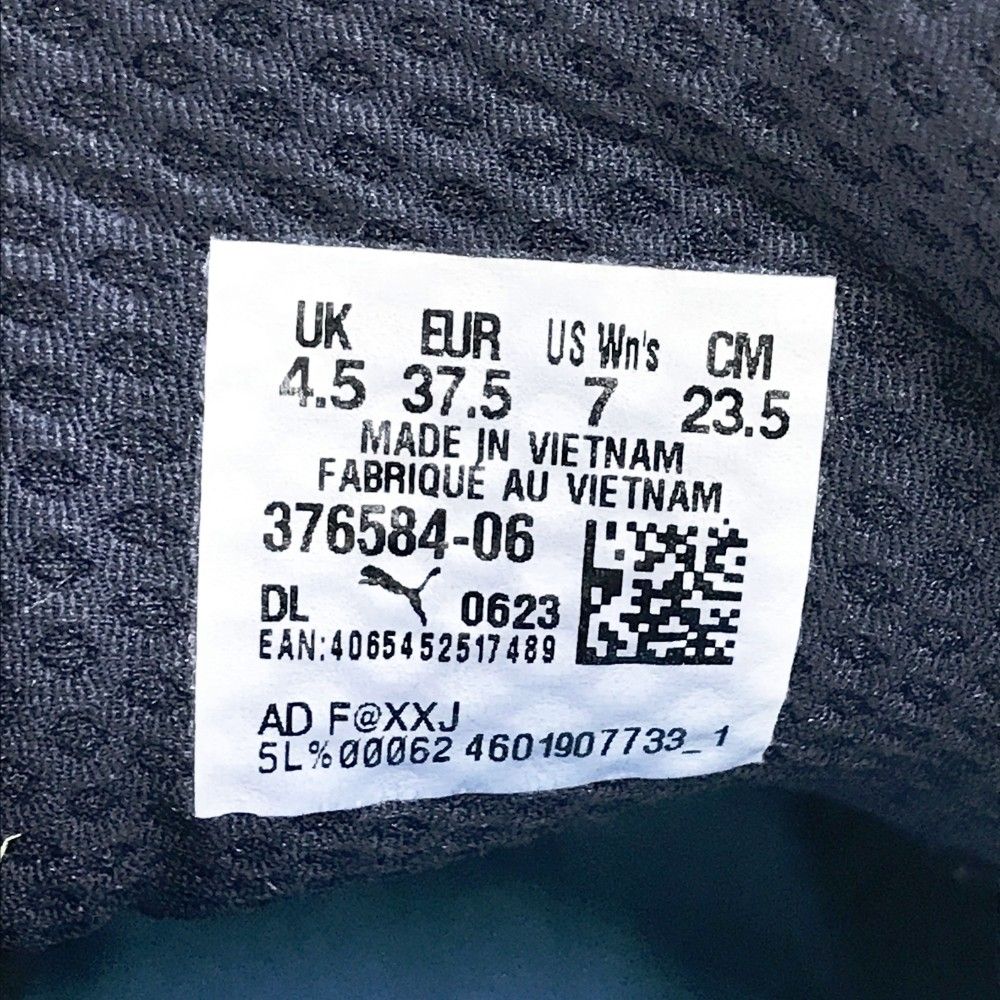 UK EUR US Wn's CM
4.5 37.5 7 23.5
MADE IN VIETNAM
FABRIQUÉ AU VIETNAM
376584-06
DL 0623
EAN:4065452517489
AD F@XXJ
5L%00062 4601907733_1